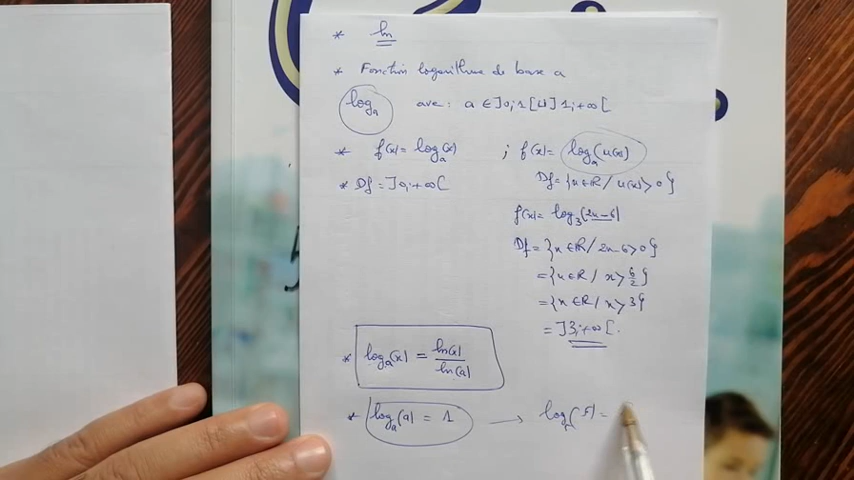 * ln
* Fonction logarithme de base a
log_a avec : a ∈ ]0;1[ ∪ ]1;+∞[
* f(x) = log_a(x) ; f(x) = log_a(u(x))
* Df = ]0;+∞[ Df = {x ∈ ℝ / u(x) > 0}
f(x) = log_3(2x-6)
Df = {x ∈ ℝ / 2x-6 > 0}
= {x ∈ ℝ / x > 6/2}
= {x ∈ ℝ / x > 3}
= ]3;+∞[.
* log_a(x) = ln(x)/ln(a)
* log_a(a) = 1 → log_5(5) =